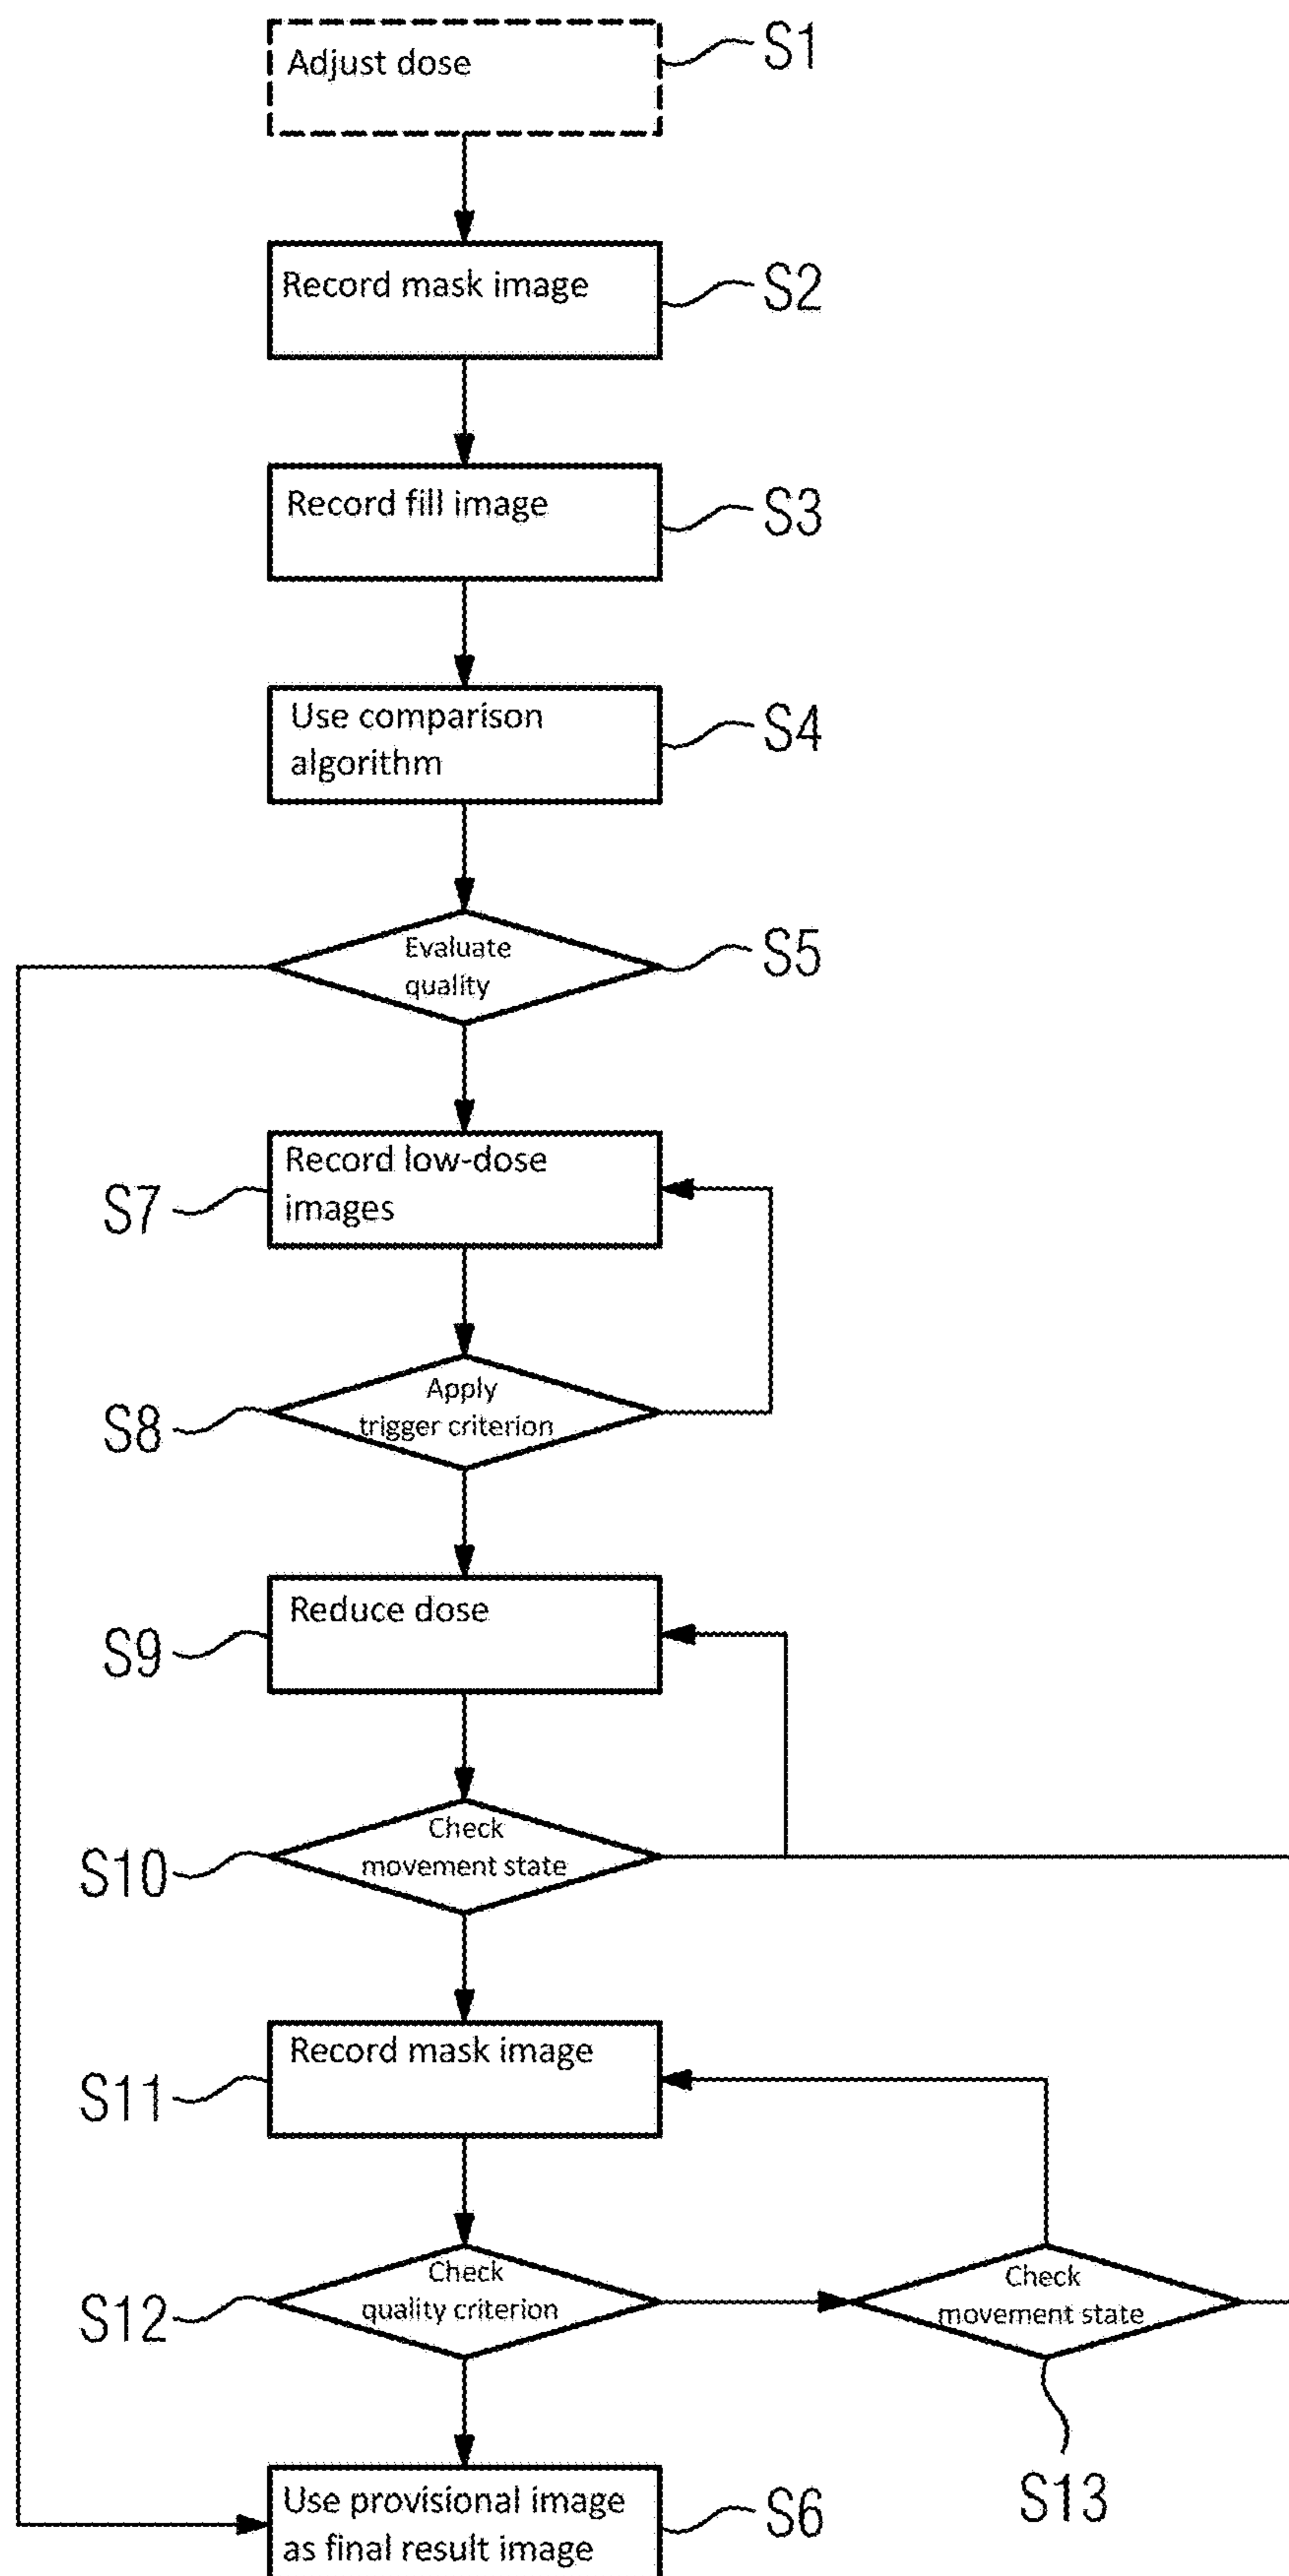 Adjust dose
S1
Record mask image
S2
Record fill image
S3
Use comparison
algorithm
S4
Evaluate
quality
S5
Record low-dose
images
S7
Apply
trigger criterion
S8
Reduce dose
S9
Check
movement state
S10
Record mask image
S11
Check
quality criterion
S12
Check
movement state
S13
Use provisional image
as final result image
S6